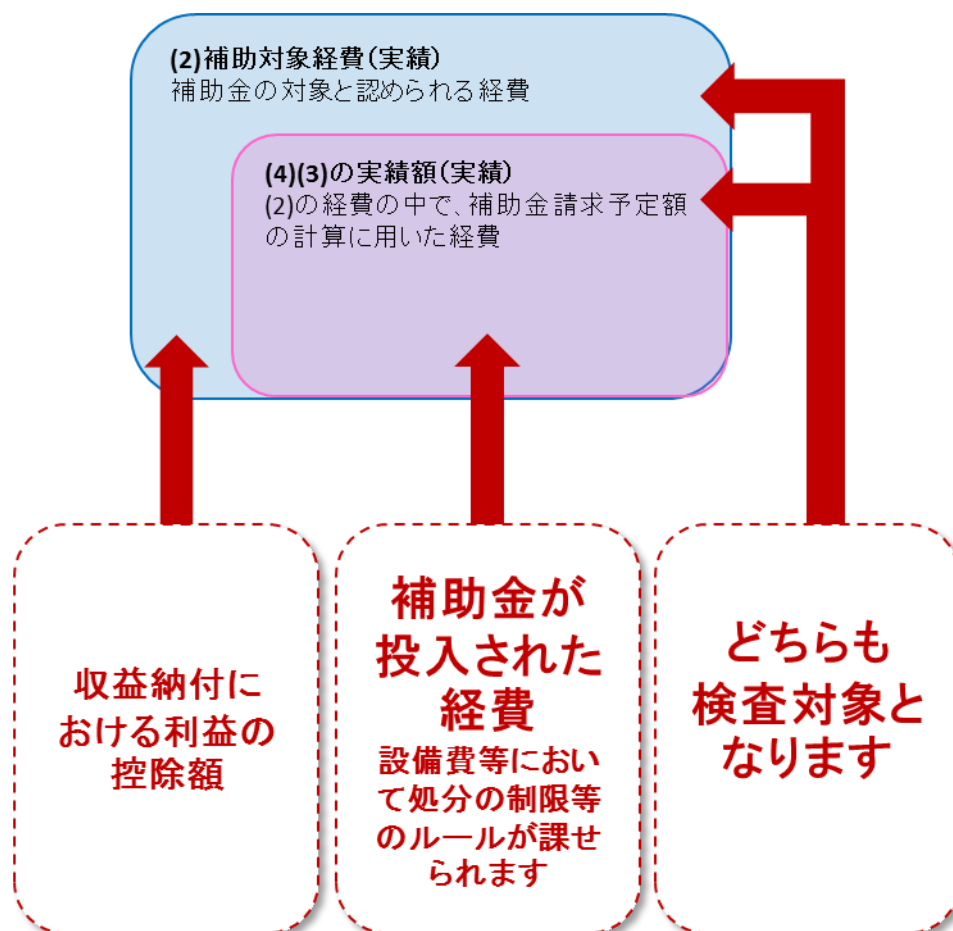 (2)補助対象経費(実績)
補助金の対象と認められる経費
(4)(3)の実績額(実績)
(2)の経費の中で、補助金請求予定額
の計算に用いた経費
収益納付に
おける利益の
控除額
補助金が
投入された
経費
設備費等におい
て処分の制限等
のルールが課せ
られます
どちらも
検査対象と
なります